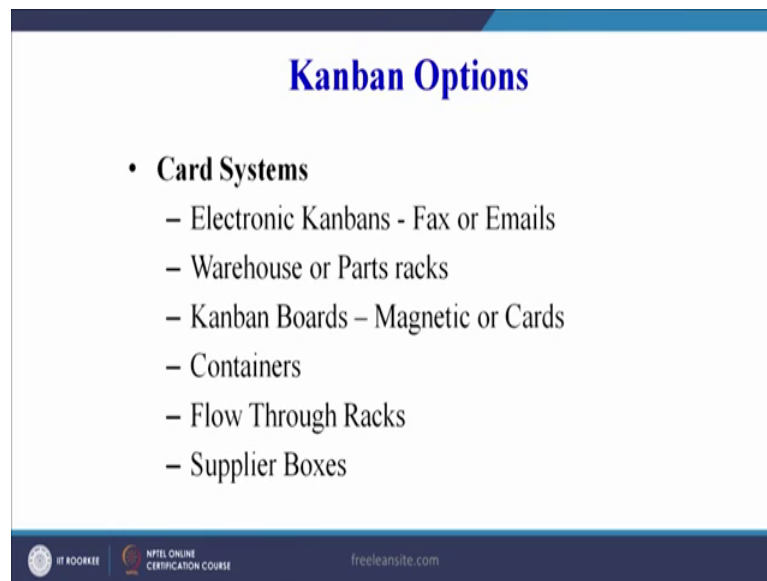 Kanban Options
• Card Systems
– Electronic Kanbans - Fax or Emails
– Warehouse or Parts racks
– Kanban Boards – Magnetic or Cards
– Containers
– Flow Through Racks
– Supplier Boxes
IIT ROORKEE
NPTEL ONLINE
CERTIFICATION COURSE
freeleansite.com